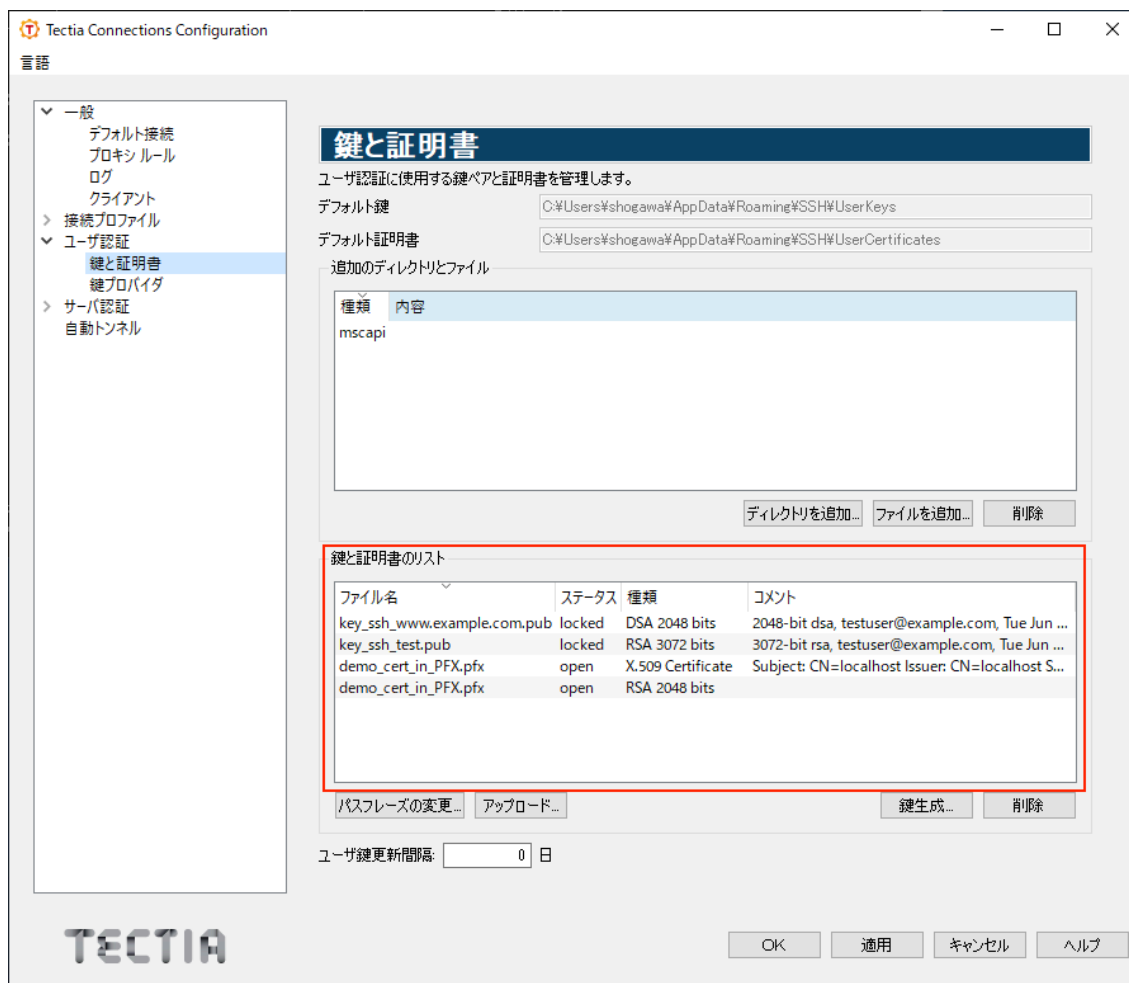 Tectia Connections Configuration
言語
一般
デフォルト接続
プロキシ ルール
ログ
クライアント
接続プロファイル
ユーザ認証
鍵と証明書
鍵プロバイダ
サーバ認証
自動トンネル
鍵と証明書
ユーザ認証に使用する鍵ペアと証明書を管理します。
デフォルト鍵 C:¥Users¥shogawa¥AppData¥Roaming¥SSH¥UserKeys
デフォルト証明書 C:¥Users¥shogawa¥AppData¥Roaming¥SSH¥UserCertificates
追加のディレクトリとファイル
種類 内容
mscapi
ディレクトリを追加... ファイルを追加... 削除
鍵と証明書のリスト
ファイル名 ステータス 種類 コメント
key_ssh_www.example.com.pub locked DSA 2048 bits 2048-bit dsa, testuser@example.com, Tue Jun ...
key_ssh_test.pub locked RSA 3072 bits 3072-bit rsa, testuser@example.com, Tue Jun ...
demo_cert_in_PFX.pfx open X.509 Certificate Subject: CN=localhost Issuer: CN=localhost S...
demo_cert_in_PFX.pfx open RSA 2048 bits
パスフレーズの変更... アップロード... 鍵生成... 削除
ユーザ鍵更新間隔: 0 日
TECTIA
OK 適用 キャンセル ヘルプ